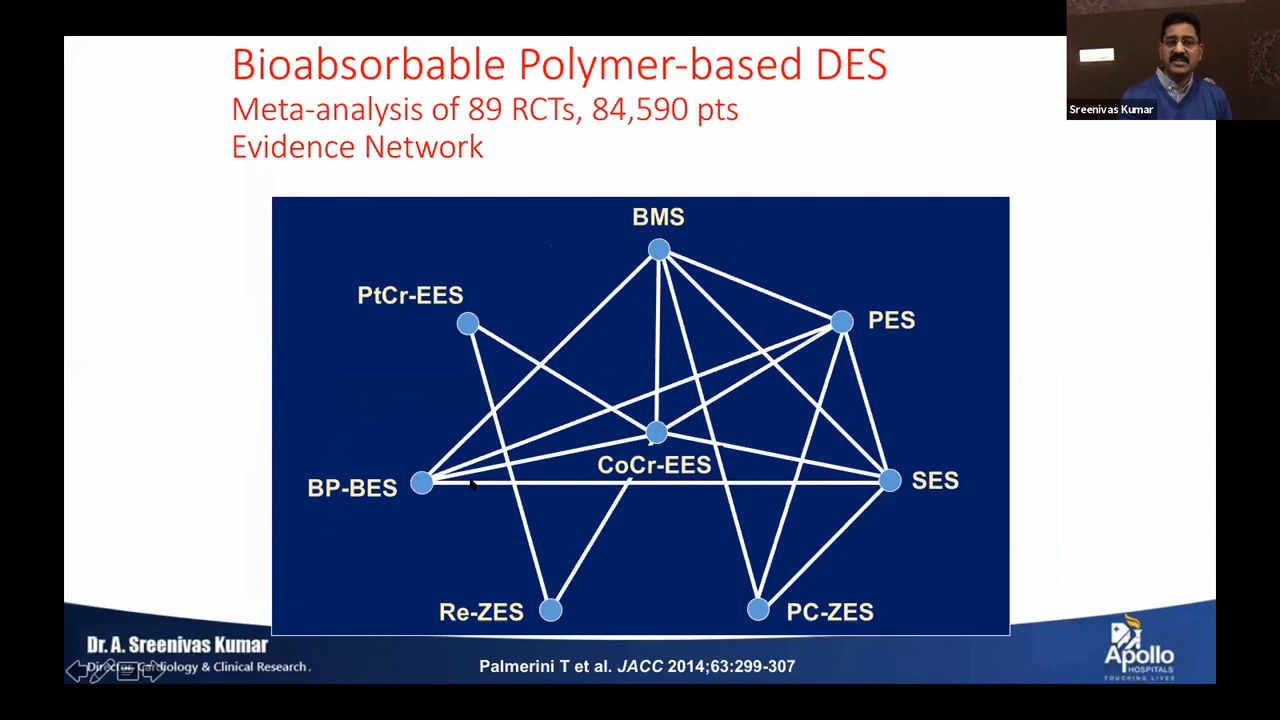 Bioabsorbable Polymer-based DES
Meta-analysis of 89 RCTs, 84,590 pts
Evidence Network
Sreenivas Kumar
BMS
PtCr-EES
PES
CoCr-EES
BP-BES
SES
Re-ZES
PC-ZES
Dr. A. Sreenivas Kumar
Director, Cardiology & Clinical Research .
Palmerini T et al. JACC 2014;63:299-307
Apollo
HOSPITALS
TOUCHING LIVES